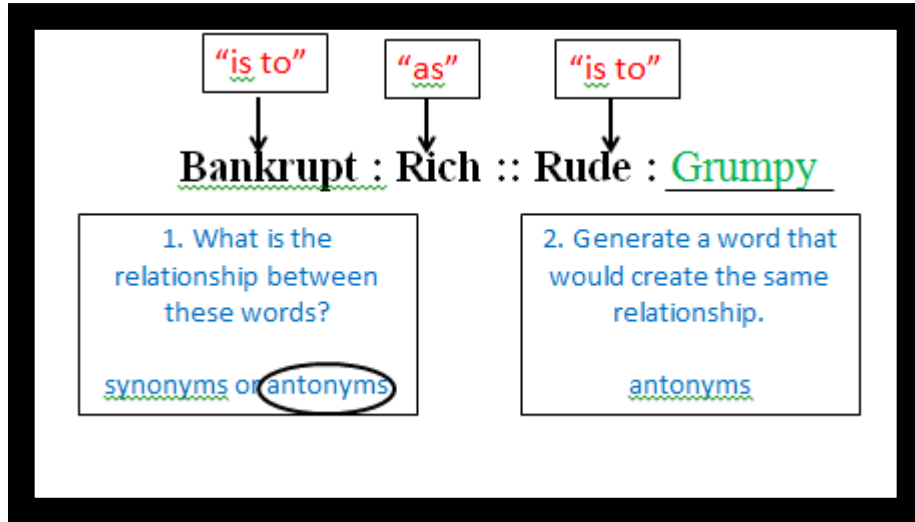 “is to” “as” “is to”
Bankrupt : Rich :: Rude : Grumpy
1. What is the
relationship between
these words?
synonyms or antonyms
2. Generate a word that
would create the same
relationship.
antonyms